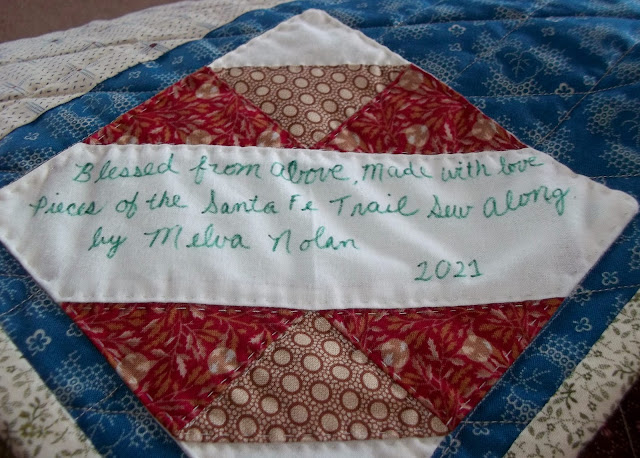 Blessed from above, made with love
Pieces of the Santa Fe Trail Sew Along.
by Melva Nolan
2021